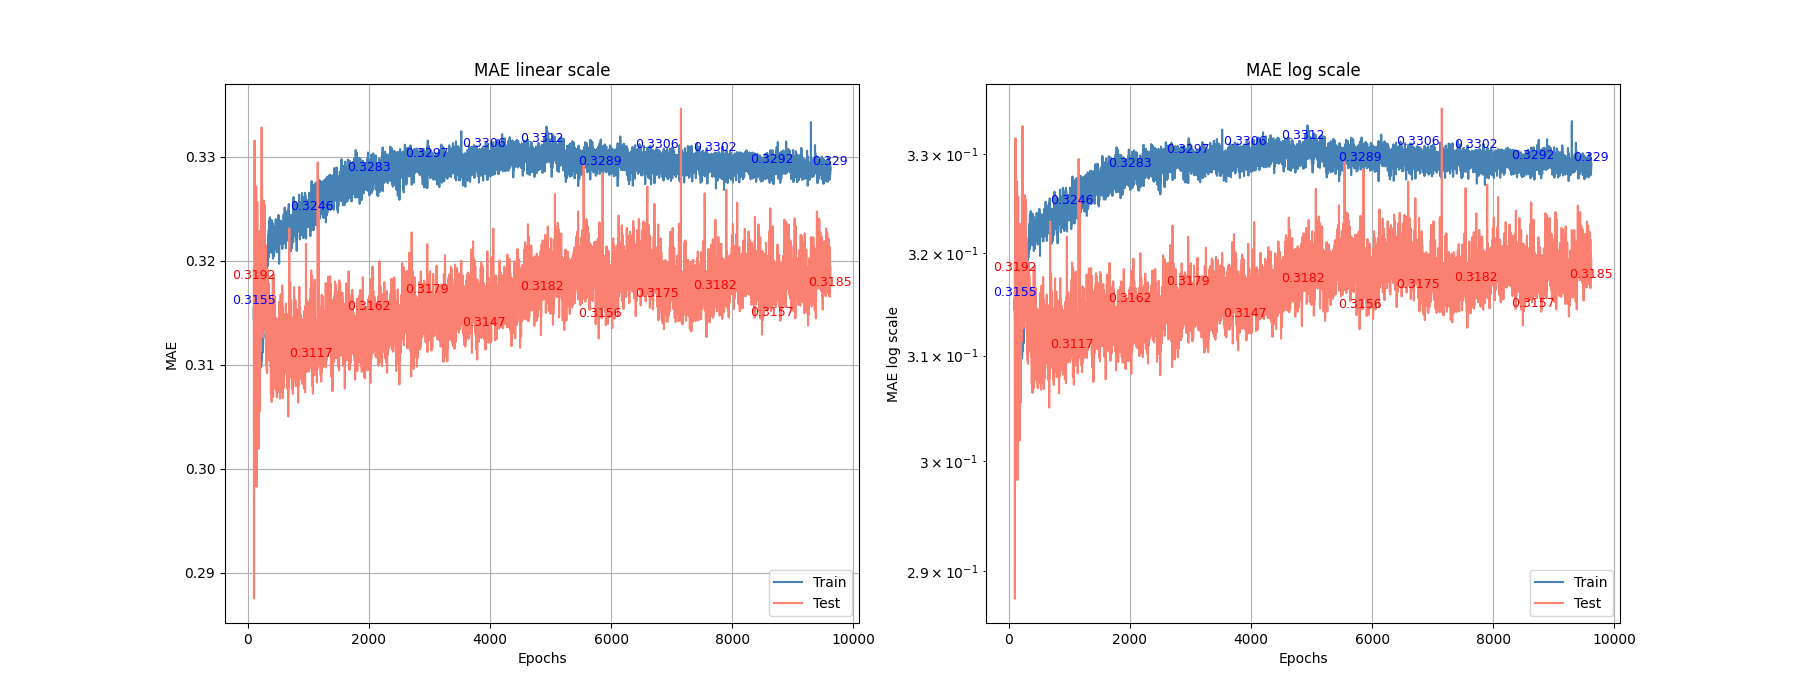 MAE linear scale
0.33
0.32
0.31
0.30
0.29
MAE
0.3192
0.3155
0.3246
0.3117
0.3283
0.3162
0.3297
0.3179
0.3306
0.3147
0.3312
0.3182
0.3289
0.3156
0.3306
0.3175
0.3302
0.3182
0.3292
0.3157
0.329
0.3185
Train
Test
0 2000 4000 6000 8000 10000
Epochs
MAE log scale
3.3 × 10⁻¹
3.2 × 10⁻¹
3.1 × 10⁻¹
3 × 10⁻¹
2.9 × 10⁻¹
MAE log scale
0.3192
0.3155
0.3246
0.3117
0.3283
0.3162
0.3297
0.3179
0.3306
0.3147
0.3312
0.3182
0.3289
0.3156
0.3306
0.3175
0.3302
0.3182
0.3292
0.3157
0.329
0.3185
Train
Test
0 2000 4000 6000 8000 10000
Epochs